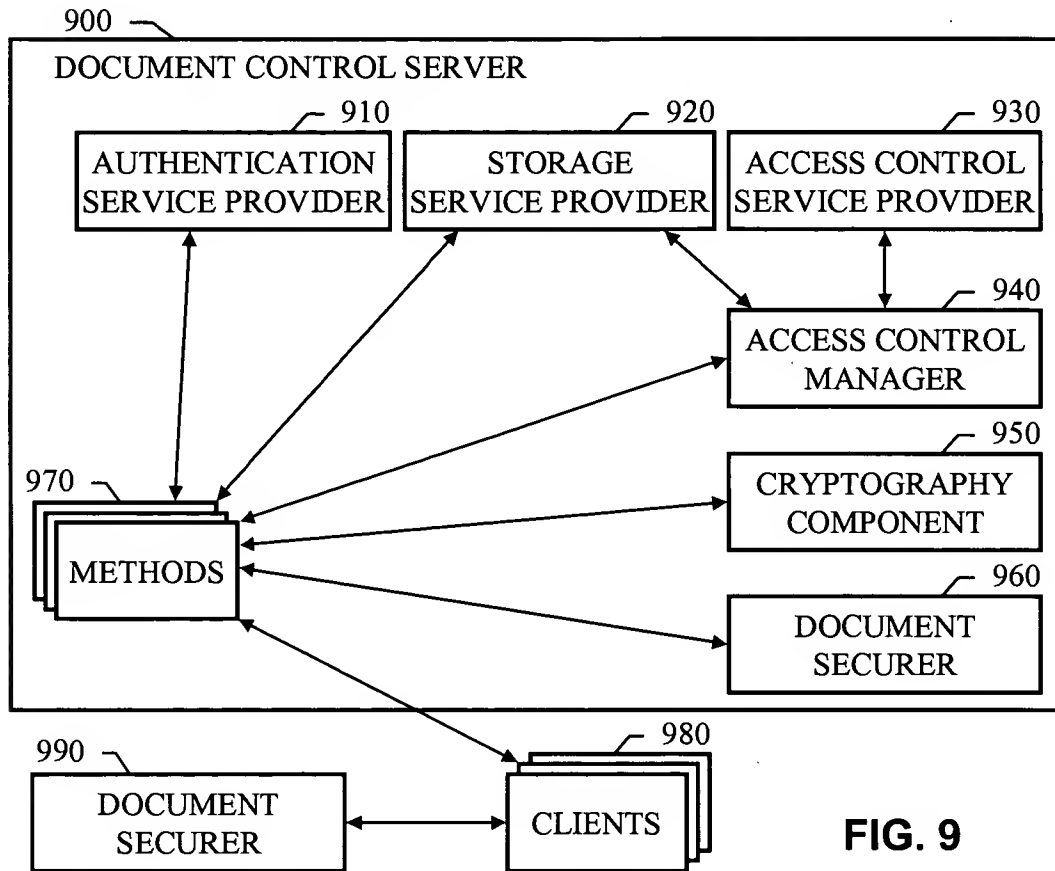 900
DOCUMENT CONTROL SERVER
910
920
930
AUTHENTICATION
SERVICE PROVIDER
STORAGE
SERVICE PROVIDER
ACCESS CONTROL
SERVICE PROVIDER
940
ACCESS CONTROL
MANAGER
950
CRYPTOGRAPHY
COMPONENT
970
METHODS
960
DOCUMENT
SECURER
990
980
DOCUMENT
SECURER
CLIENTS
FIG. 9